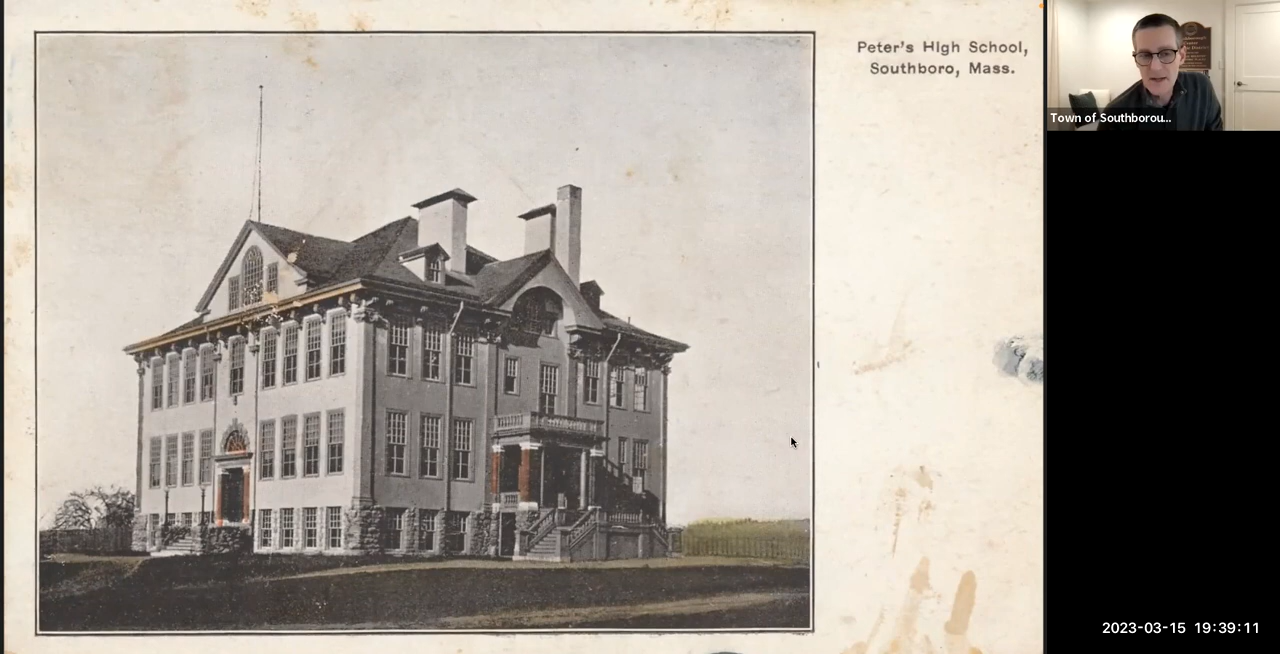 Peter's High School,
Southboro, Mass.
Town of Southborou...
2023-03-15 19:39:11